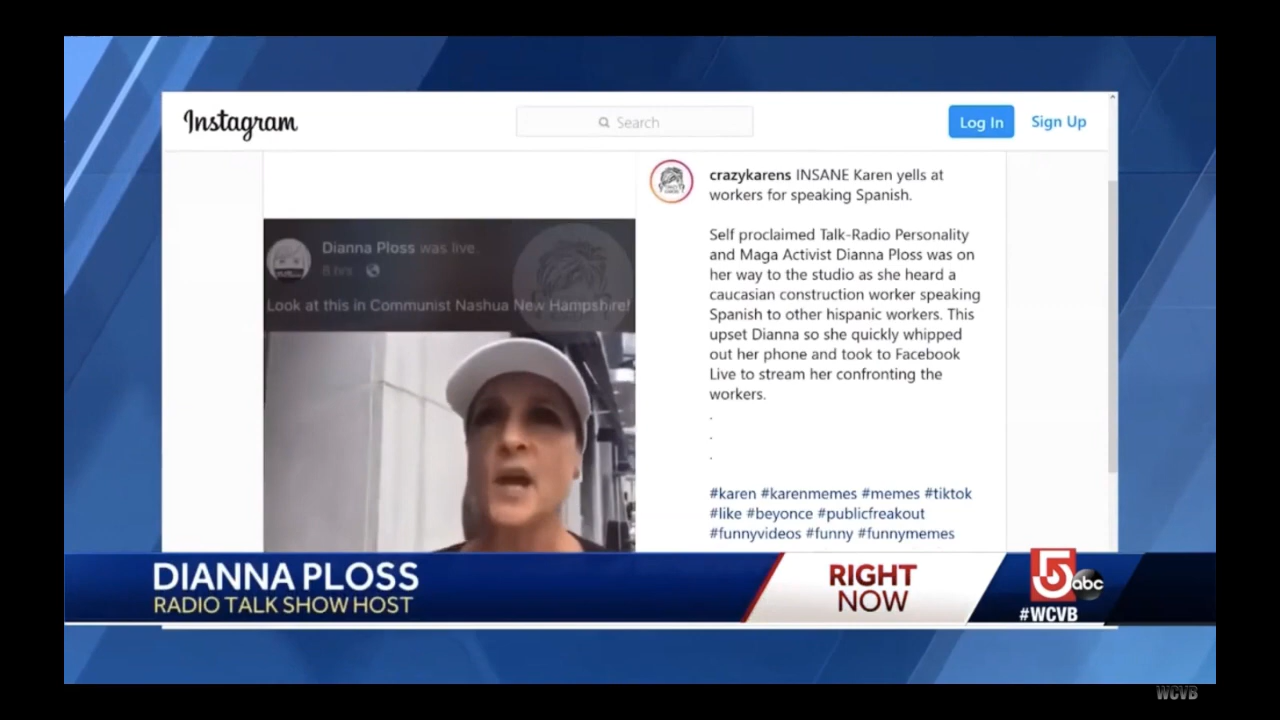 Instagram
Search
Log In
Sign Up
crazykarens INSANE Karen yells at
workers for speaking Spanish.
Self proclaimed Talk-Radio Personality
and Maga Activist Dianna Ploss was on
her way to the studio as she heard a
caucasian construction worker speaking
Spanish to other hispanic workers. This
upset Dianna so she quickly whipped
out her phone and took to Facebook
Live to stream her confronting the
workers.
.
.
.
#karen #karenmemes #memes #tiktok
#like #beyonce #publicfreakout
#funnyvideos #funny #funnymemes
Dianna Ploss was live.
8 hrs
Look at this in Communist Nashua New Hampshire!
DIANNA PLOSS
RADIO TALK SHOW HOST
RIGHT
NOW
5 abc
#WCVB
WCVB